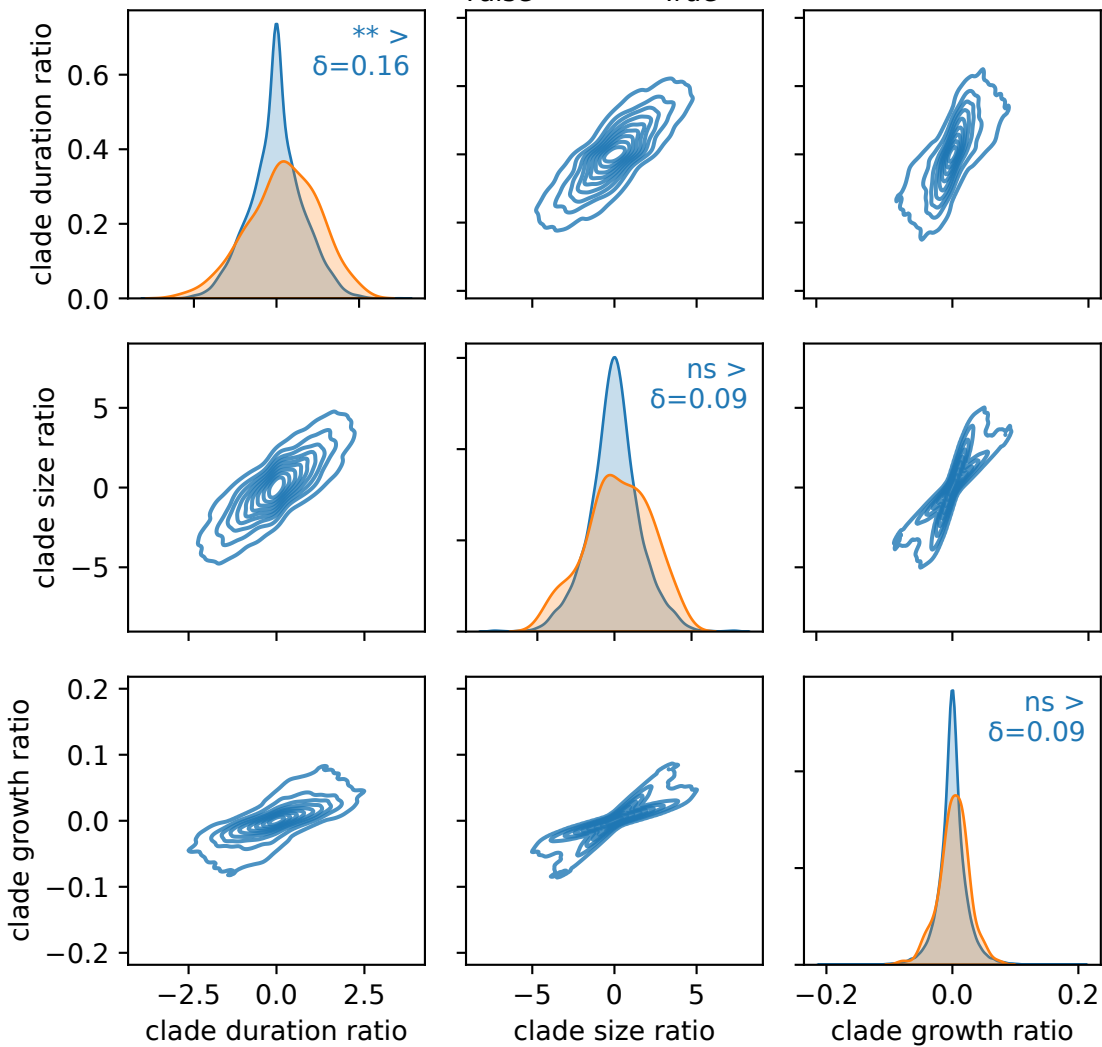 clade duration ratio
0.6
0.4
0.2
0.0
** >
δ=0.16
clade size ratio
5
0
−5
ns >
δ=0.09
clade growth ratio
0.2
0.1
0.0
−0.1
−0.2
ns >
δ=0.09
−2.5 0.0 2.5
−5 0 5
−0.2 0.0 0.2
clade duration ratio
clade size ratio
clade growth ratio